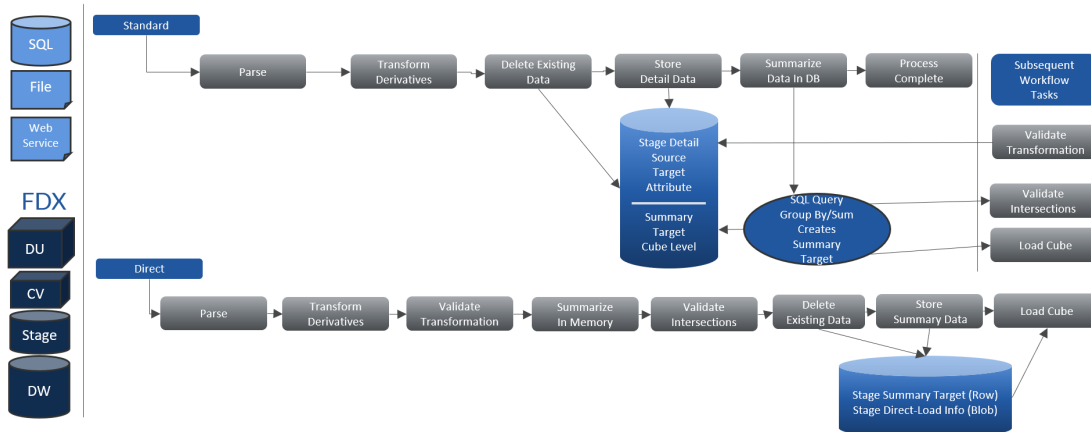 SQL
File
Web
Service
FDX
DU
CV
Stage
DW
Standard
Parse
Transform
Derivatives
Delete Existing
Data
Store
Detail Data
Summarize
Data In DB
Process
Complete
Stage Detail
Source
Target
Attribute
Summary
Target
Cube Level
SQL Query
Group By/Sum
Creates
Summary
Target
Subsequent
Workflow
Tasks
Validate
Transformation
Validate
Intersections
Load Cube
Direct
Parse
Transform
Derivatives
Validate
Transformation
Summarize
In Memory
Validate
Intersections
Delete
Existing Data
Store
Summary Data
Load Cube
Stage Summary Target (Row)
Stage Direct-Load Info (Blob)